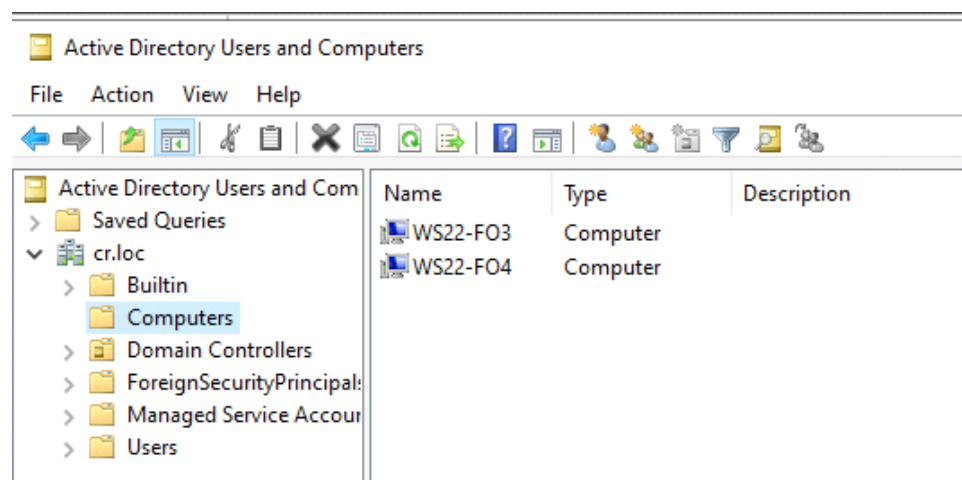 Active Directory Users and Computers
File Action View Help
Active Directory Users and Com
Saved Queries
cr.loc
Builtin
Computers
Domain Controllers
ForeignSecurityPrincipal
Managed Service Accour
Users
Name Type Description
WS22-FO3 Computer
WS22-FO4 Computer